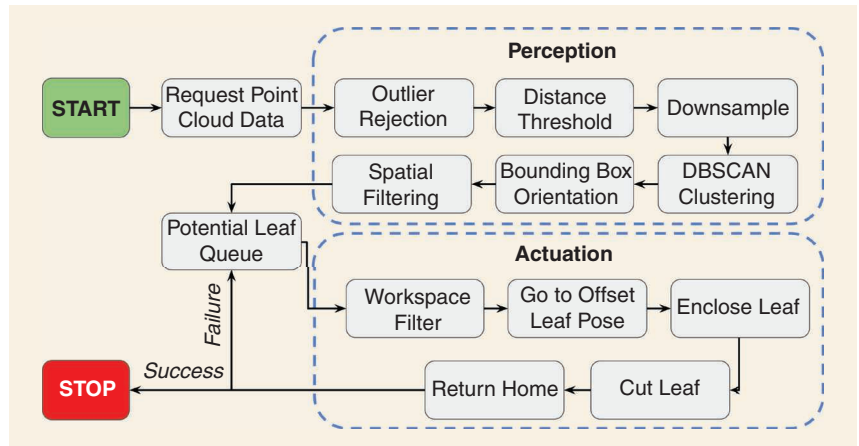 Perception
START
Request Point
Cloud Data
Outlier
Rejection
Distance
Threshold
Downsample
DBSCAN
Clustering
Bounding Box
Orientation
Spatial
Filtering
Potential Leaf
Queue
Actuation
Workspace
Filter
Go to Offset
Leaf Pose
Enclose Leaf
Cut Leaf
Return Home
Failure
Success
STOP